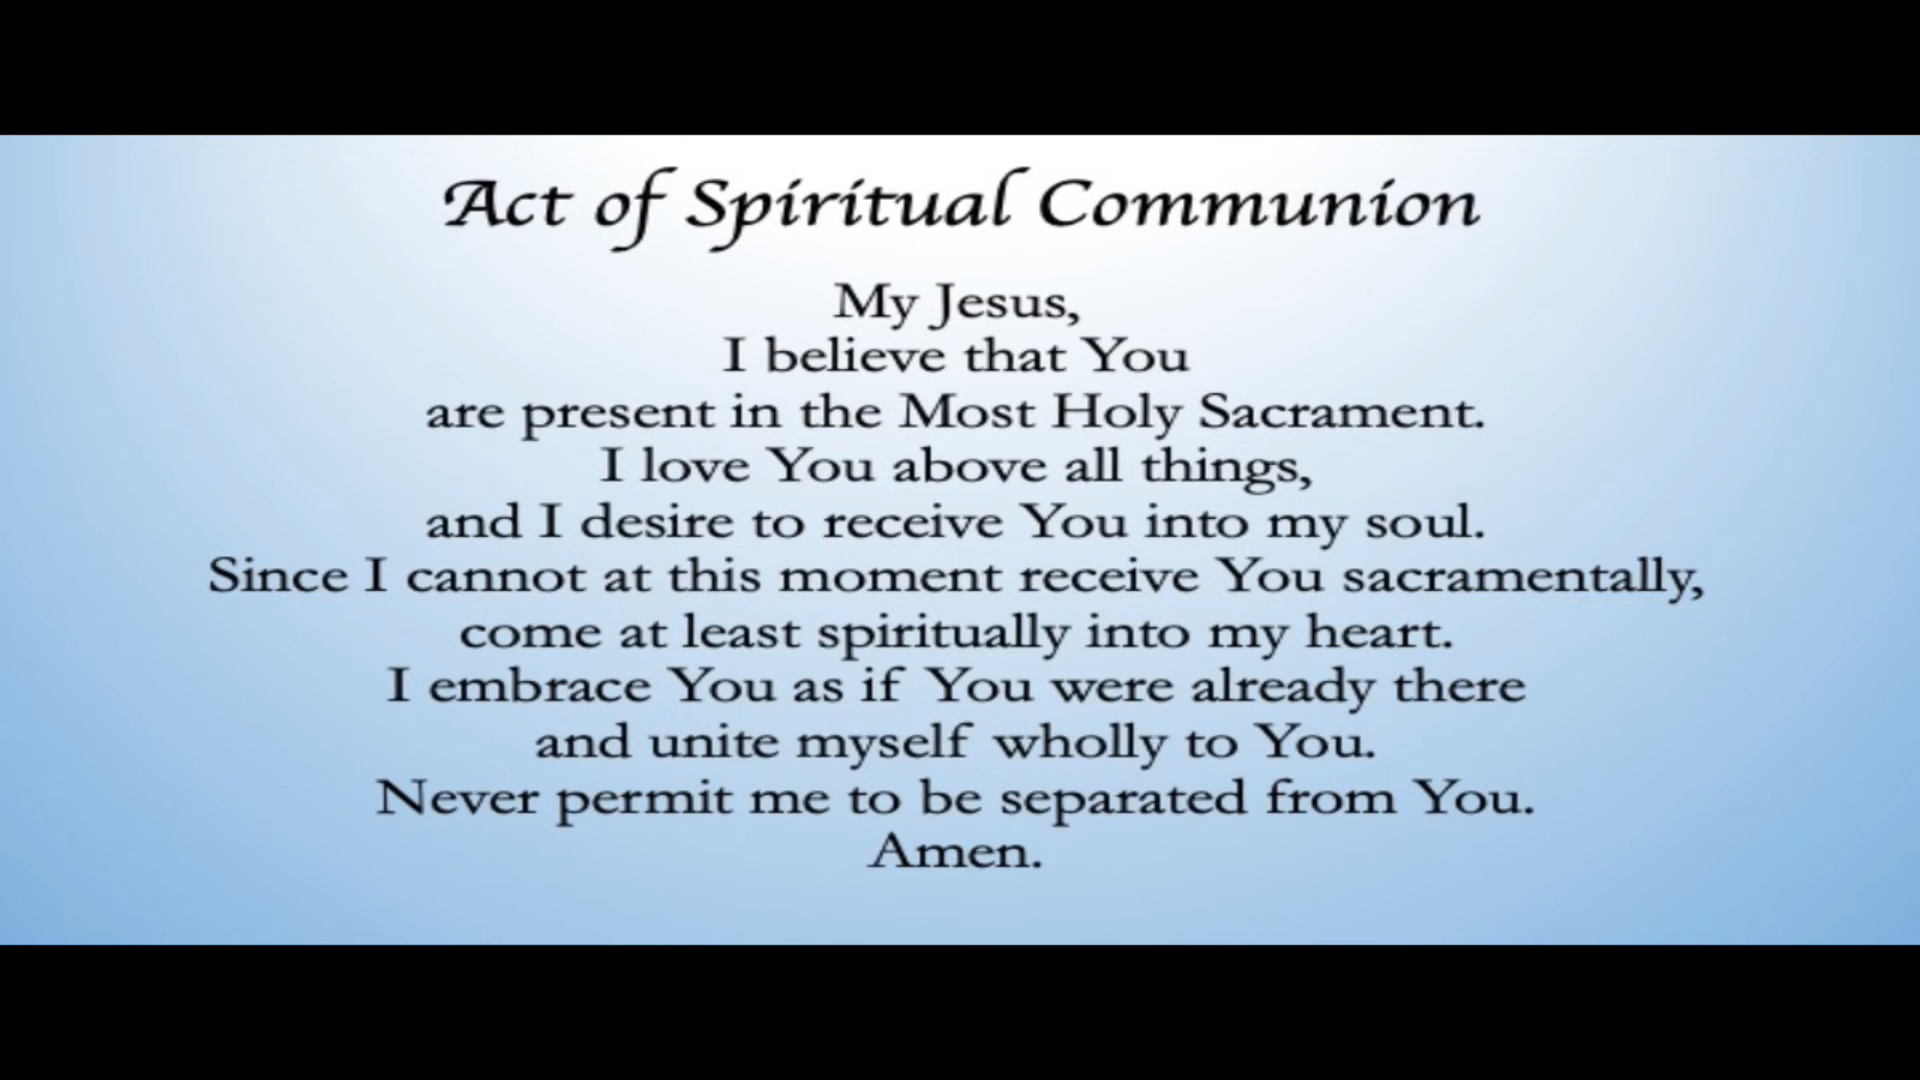 Act of Spiritual Communion
My Jesus,
I believe that You
are present in the Most Holy Sacrament.
I love You above all things,
and I desire to receive You into my soul.
Since I cannot at this moment receive You sacramentally,
come at least spiritually into my heart.
I embrace You as if You were already there
and unite myself wholly to You.
Never permit me to be separated from You.
Amen.